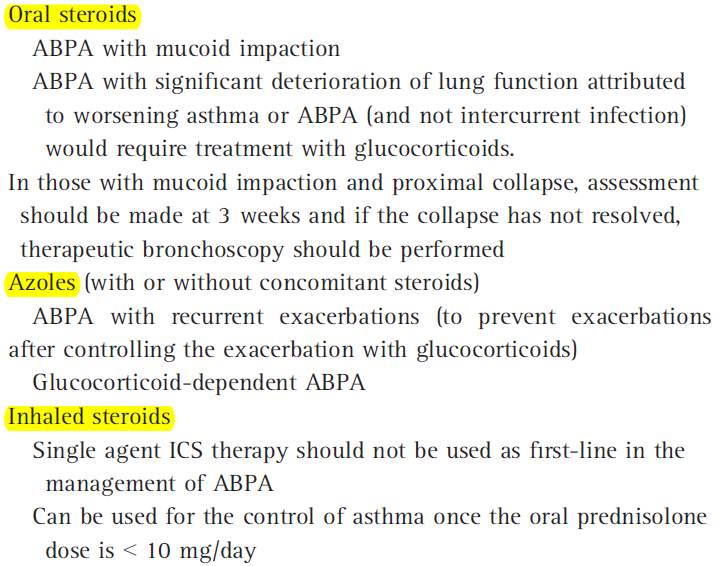 Oral steroids
ABPA with mucoid impaction
ABPA with significant deterioration of lung function attributed
to worsening asthma or ABPA (and not intercurrent infection)
would require treatment with glucocorticoids.
In those with mucoid impaction and proximal collapse, assessment
should be made at 3 weeks and if the collapse has not resolved,
therapeutic bronchoscopy should be performed
Azoles (with or without concomitant steroids)
ABPA with recurrent exacerbations (to prevent exacerbations
after controlling the exacerbation with glucocorticoids)
Glucocorticoid-dependent ABPA
Inhaled steroids
Single agent ICS therapy should not be used as first-line in the
management of ABPA
Can be used for the control of asthma once the oral prednisolone
dose is < 10 mg/day